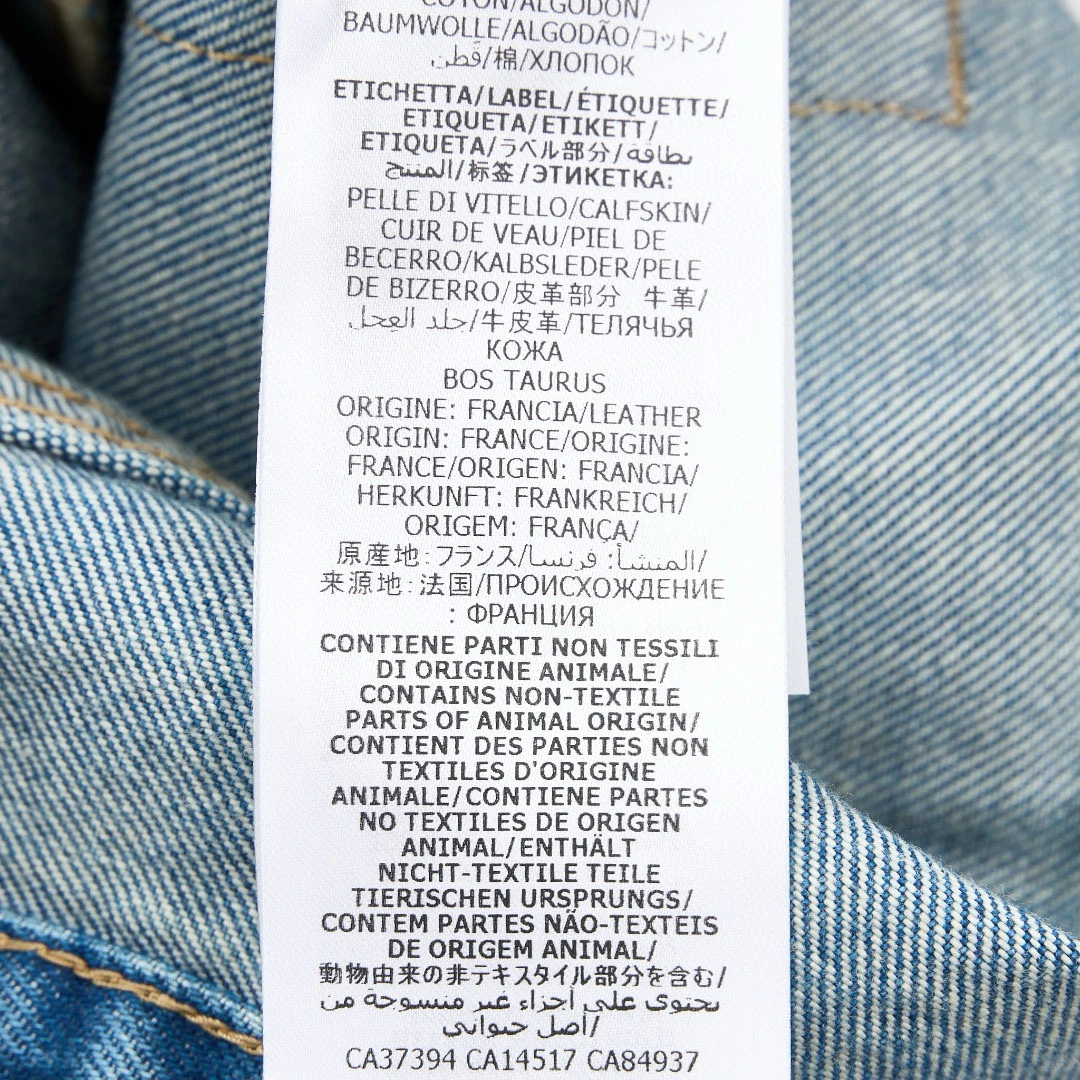 COTON/ALGODÓN/
BAUMWOLLE/ALGODÃO/コットン/
قطن/棉/ХЛОПОК
ETICHETTA/LABEL/ÉTIQUETTE/
ETIQUETA/ETIKETT/
ETIQUETA/ラベル部分/بطاقة
المنتج/标签/ЭТИКЕТКА:
PELLE DI VITELLO/CALFSKIN/
CUIR DE VEAU/PIEL DE
BECERRO/KALBSLEDER/PELE
DE BIZERRO/皮革部分 牛革/
جلد العجل/牛皮革/ТЕЛЯЧЬЯ
КОЖА
BOS TAURUS
ORIGINE: FRANCIA/LEATHER
ORIGIN: FRANCE/ORIGINE:
FRANCE/ORIGEN: FRANCIA/
HERKUNFT: FRANKREICH/
ORIGEM: FRANÇA/
原産地:フランス/المنشأ: فرنسا/
来源地:法国/ПРОИСХОЖДЕНИЕ
: ФРАНЦИЯ
CONTIENE PARTI NON TESSILI
DI ORIGINE ANIMALE/
CONTAINS NON-TEXTILE
PARTS OF ANIMAL ORIGIN/
CONTIENT DES PARTIES NON
TEXTILES D'ORIGINE
ANIMALE/CONTIENE PARTES
NO TEXTILES DE ORIGEN
ANIMAL/ENTHÄLT
NICHT-TEXTILE TEILE
TIERISCHEN URSPRUNGS/
CONTEM PARTES NÃO-TEXTEIS
DE ORIGEM ANIMAL/
動物由来の非テキスタイル部分を含む/
يحتوي على أجزاء غير منسوجة من
أصل حيواني/
CA37394 CA14517 CA84937